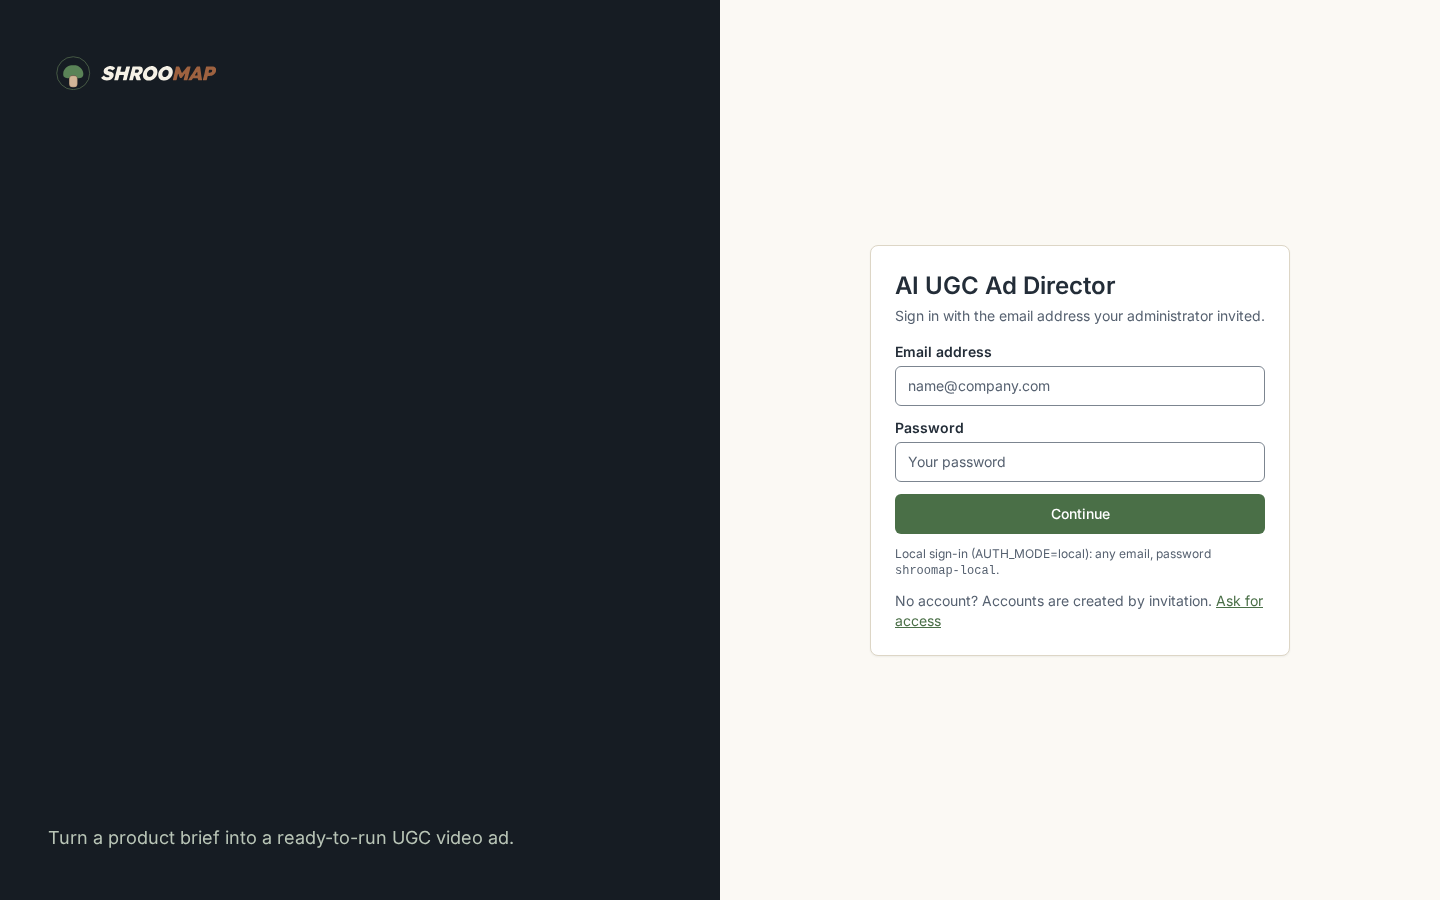 SHROOMAP
Turn a product brief into a ready-to-run UGC video ad.
AI UGC Ad Director
Sign in with the email address your administrator invited.
Email address
name@company.com
Password
Your password
Continue
Local sign-in (AUTH_MODE=local): any email, password
shroomap-local.
No account? Accounts are created by invitation. Ask for
access